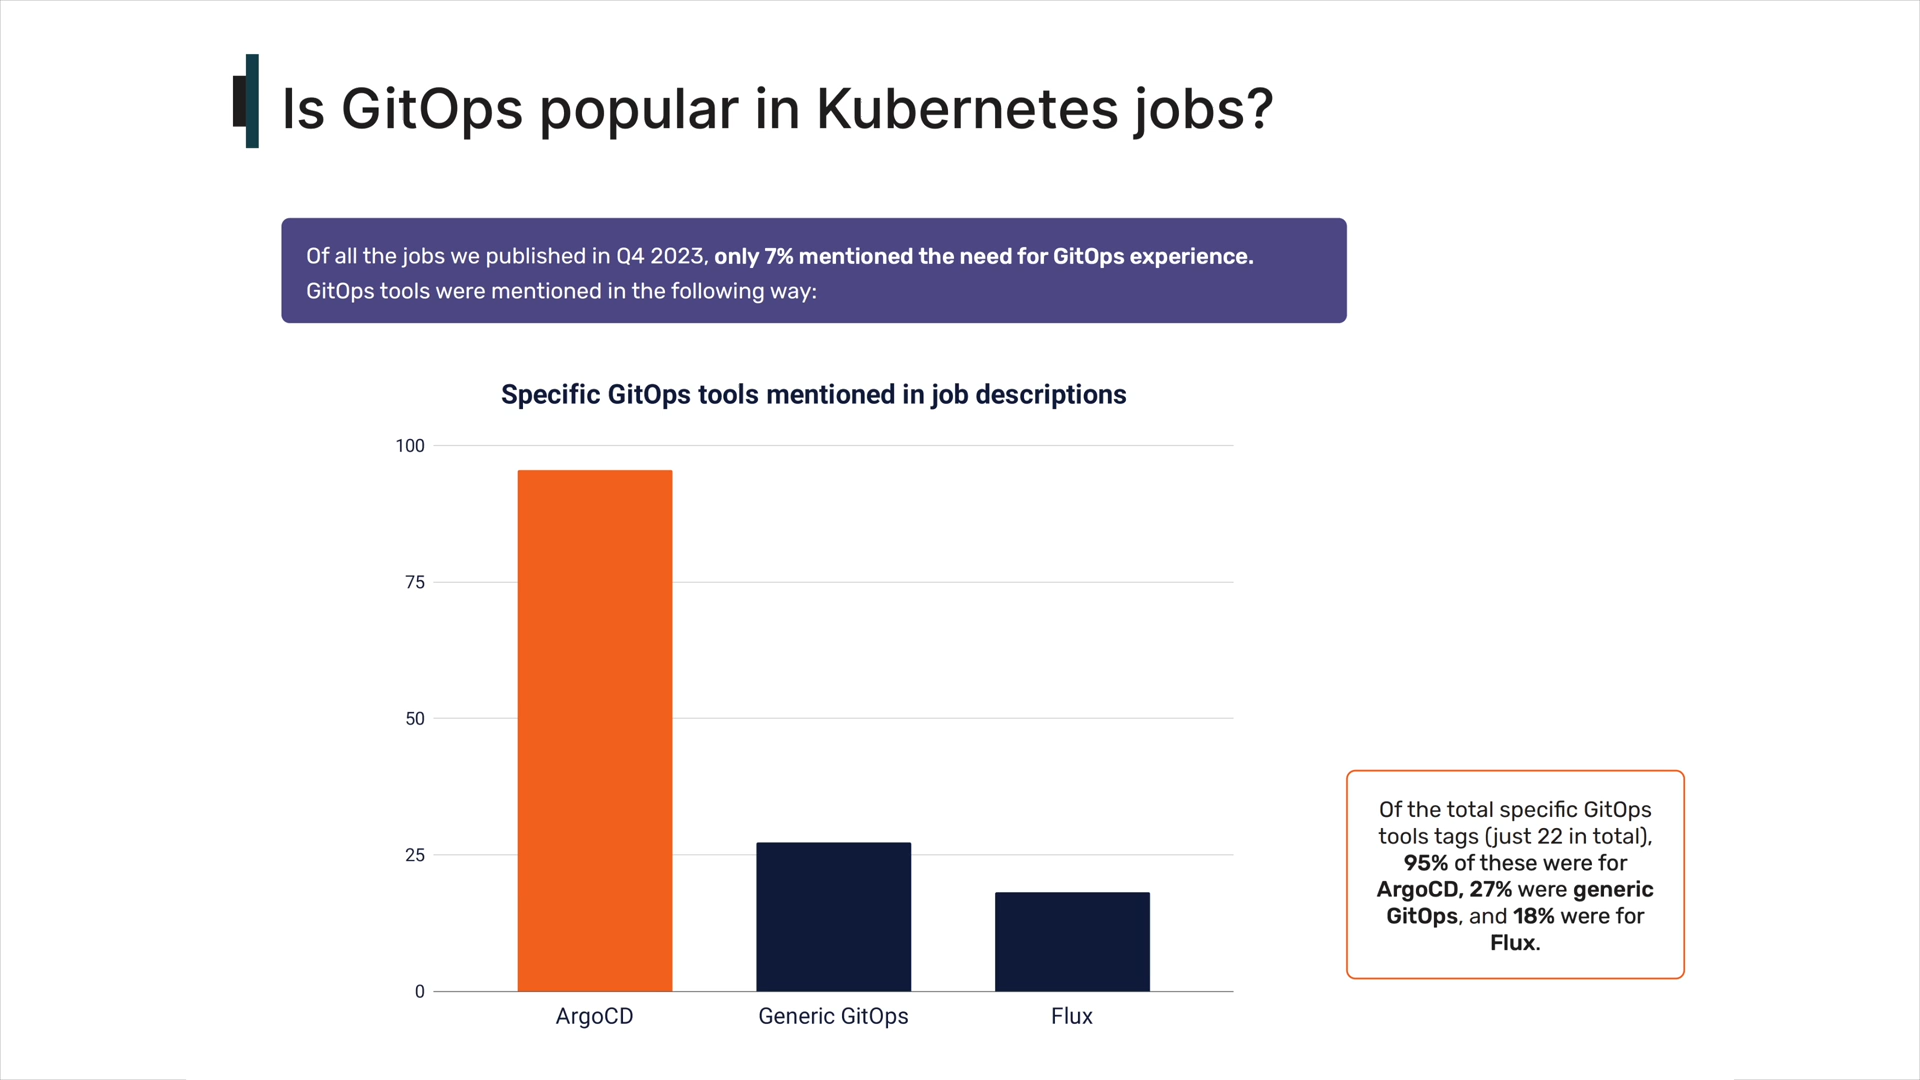 Is GitOps popular in Kubernetes jobs?
Of all the jobs we published in Q4 2023, only 7% mentioned the need for GitOps experience.
GitOps tools were mentioned in the following way:
Specific GitOps tools mentioned in job descriptions
100
75
50
25
0
ArgoCD
Generic GitOps
Flux
Of the total specific GitOps
tools tags (just 22 in total),
95% of these were for
ArgoCD, 27% were generic
GitOps, and 18% were for
Flux.